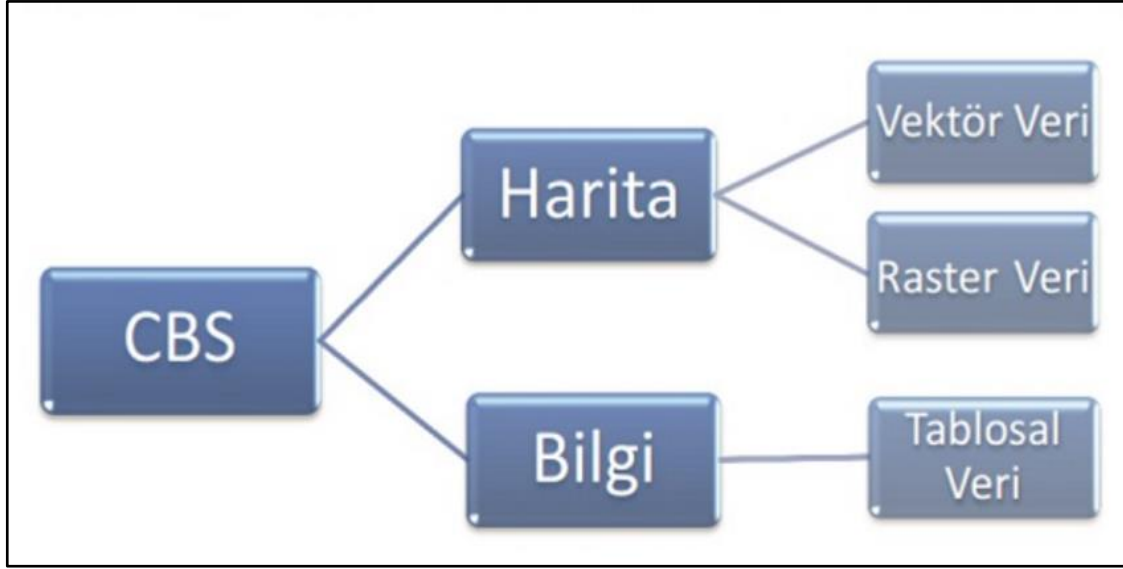 CBS
Harita
Vektör Veri
Raster Veri
Bilgi
Tablosal
Veri